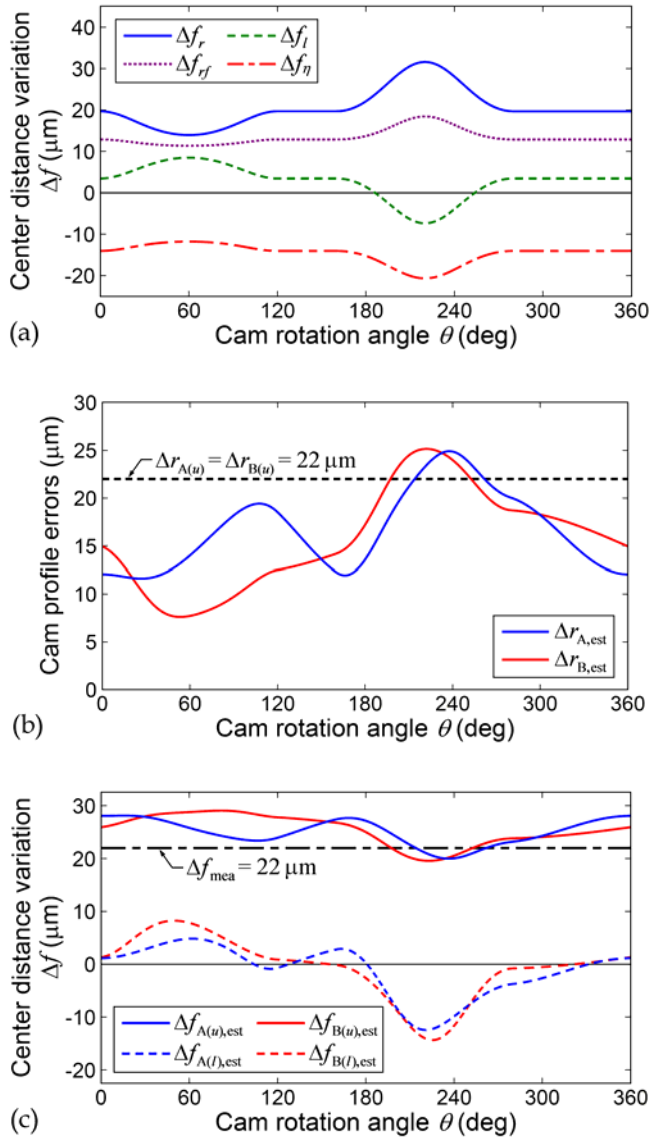 40
30
20
10
0
-10
-20
Δf_r Δf_l
Δf_rf Δf_η
Center distance variation
Δf (μm)
0 60 120 180 240 300 360
Cam rotation angle θ (deg)
(a)
30
25
20
15
10
5
0
Cam profile errors (μm)
Δr_A(u) = Δr_B(u) = 22 μm
Δr_A,est
Δr_B,est
0 60 120 180 240 300 360
Cam rotation angle θ (deg)
(b)
30
20
10
0
-10
-20
Center distance variation
Δf (μm)
Δf_mea = 22 μm
Δf_A(u),est Δf_B(u),est
Δf_A(l),est Δf_B(l),est
0 60 120 180 240 300 360
Cam rotation angle θ (deg)
(c)